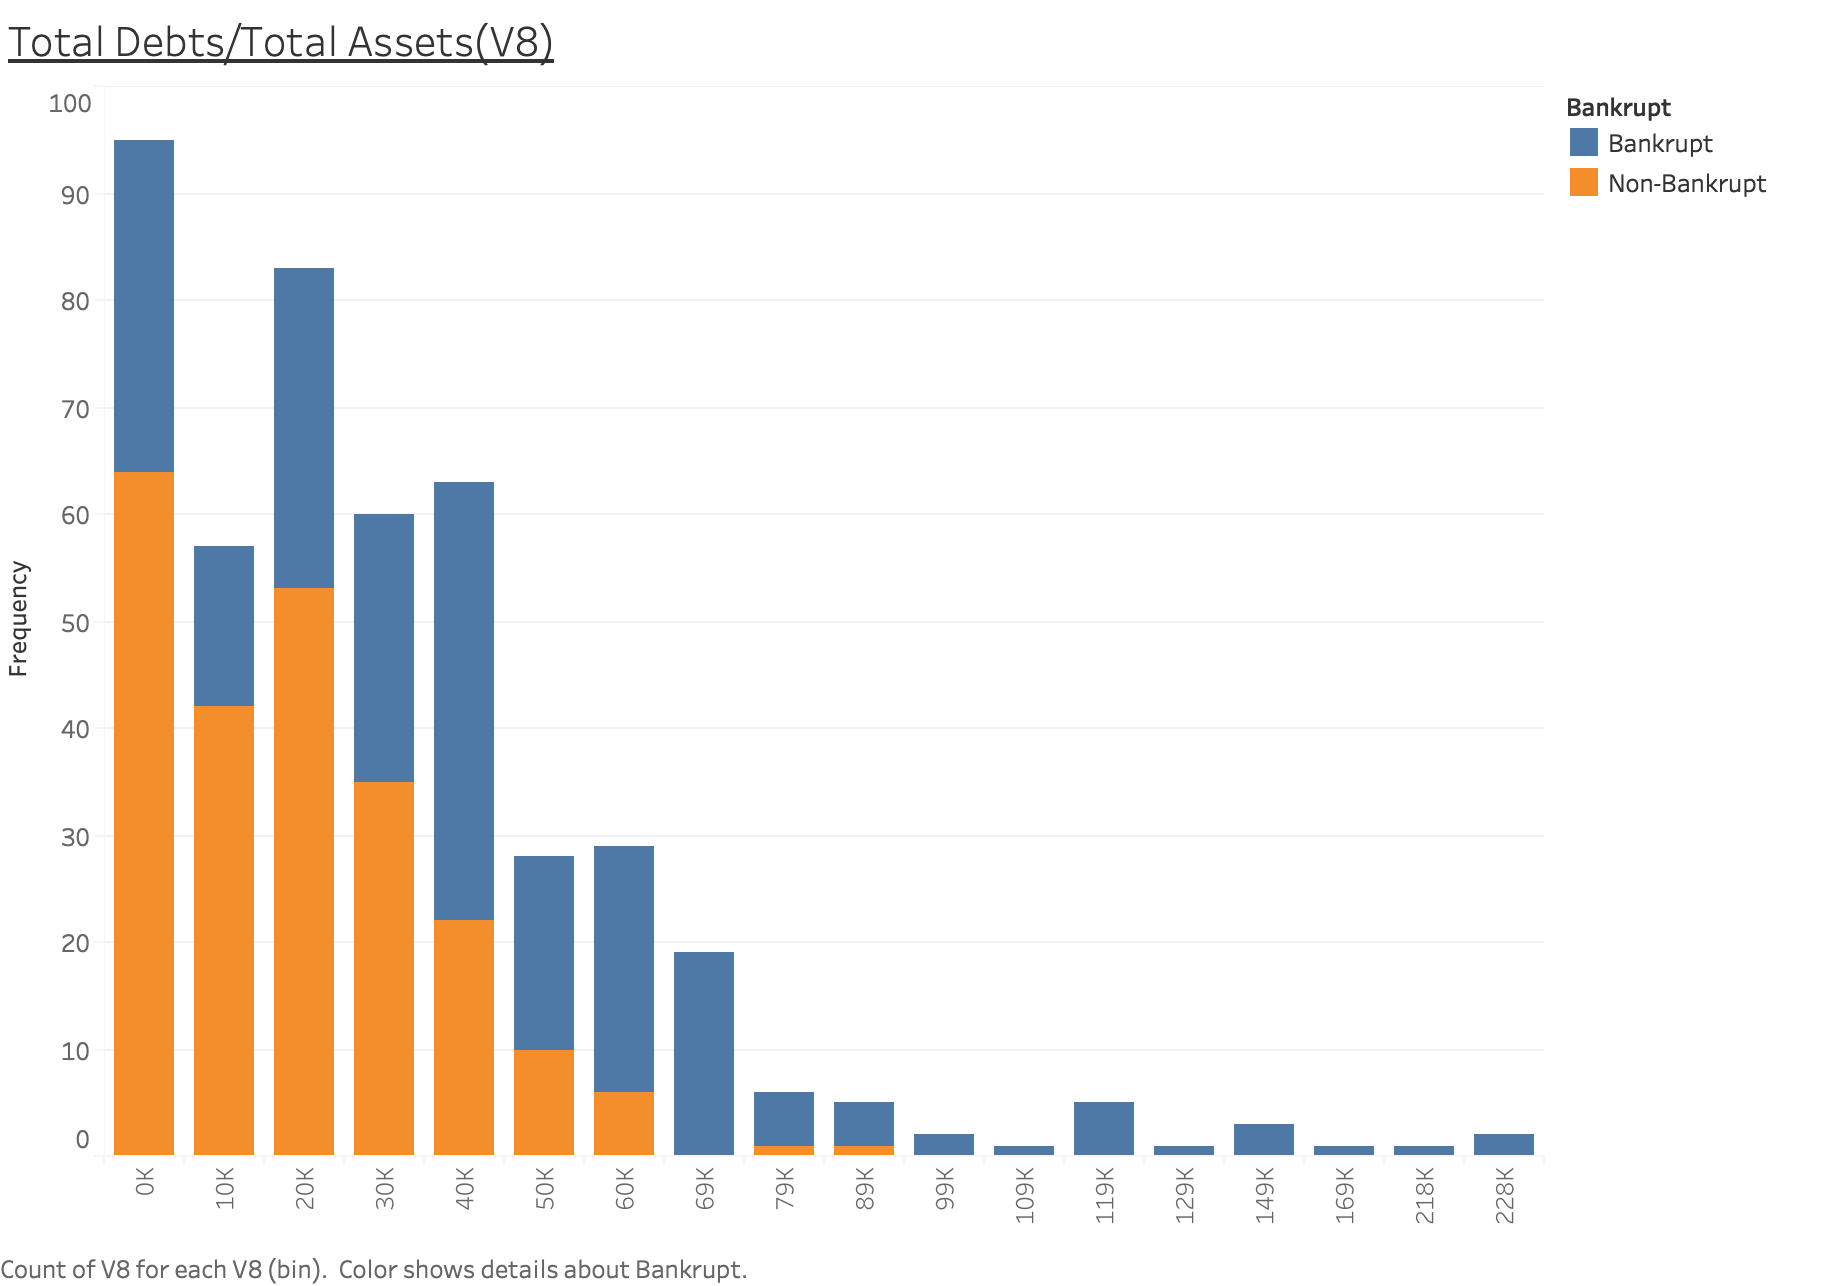 Total Debts/Total Assets(V8)
100
90
80
70
60
50
40
30
20
10
0
Frequency
0K
10K
20K
30K
40K
50K
60K
69K
79K
89K
99K
109K
119K
129K
149K
169K
218K
228K
Bankrupt
Bankrupt
Non-Bankrupt
Count of V8 for each V8 (bin).  Color shows details about Bankrupt.